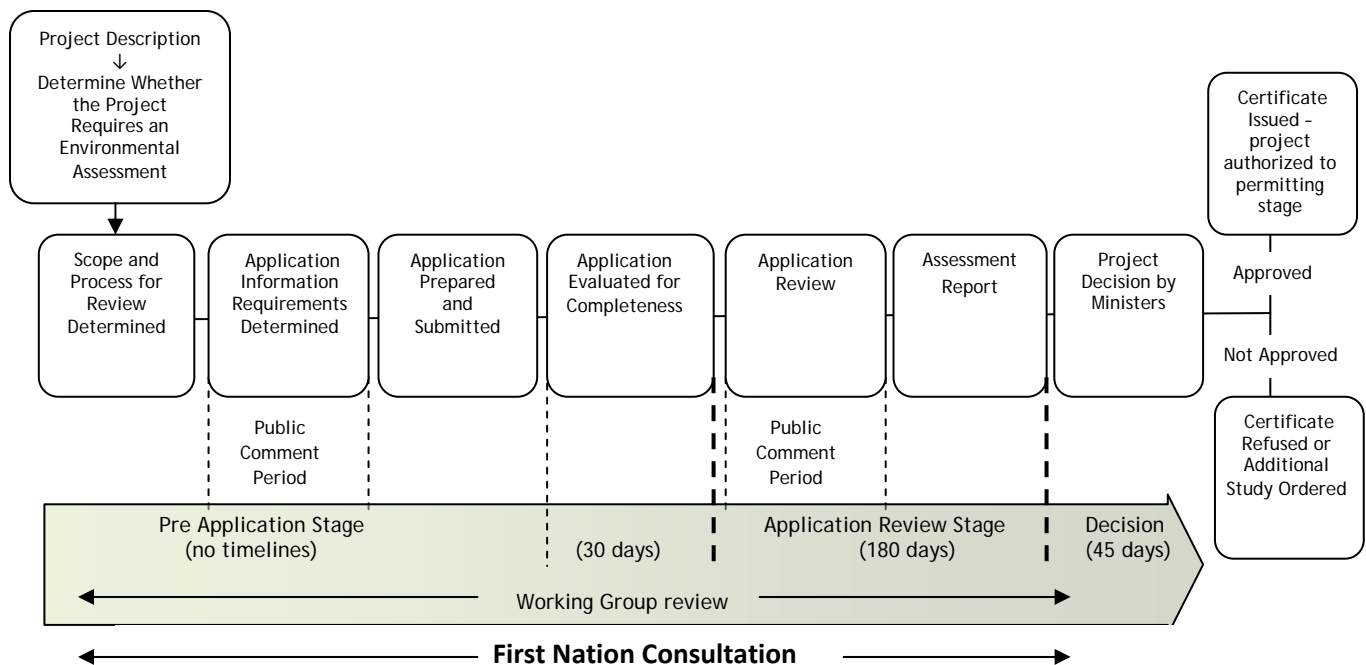 Project Description
↓
Determine Whether
the Project
Requires an
Environmental
Assessment
Scope and
Process for
Review
Determined
Application
Information
Requirements
Determined
Application
Prepared
and
Submitted
Application
Evaluated for
Completeness
Application
Review
Assessment
Report
Project
Decision by
Ministers
Certificate
Issued –
project
authorized to
permitting
stage
Approved
Not Approved
Certificate
Refused or
Additional
Study Ordered
Public
Comment
Period
Public
Comment
Period
Pre Application Stage
(no timelines)
(30 days)
Application Review Stage
(180 days)
Decision
(45 days)
Working Group review
First Nation Consultation